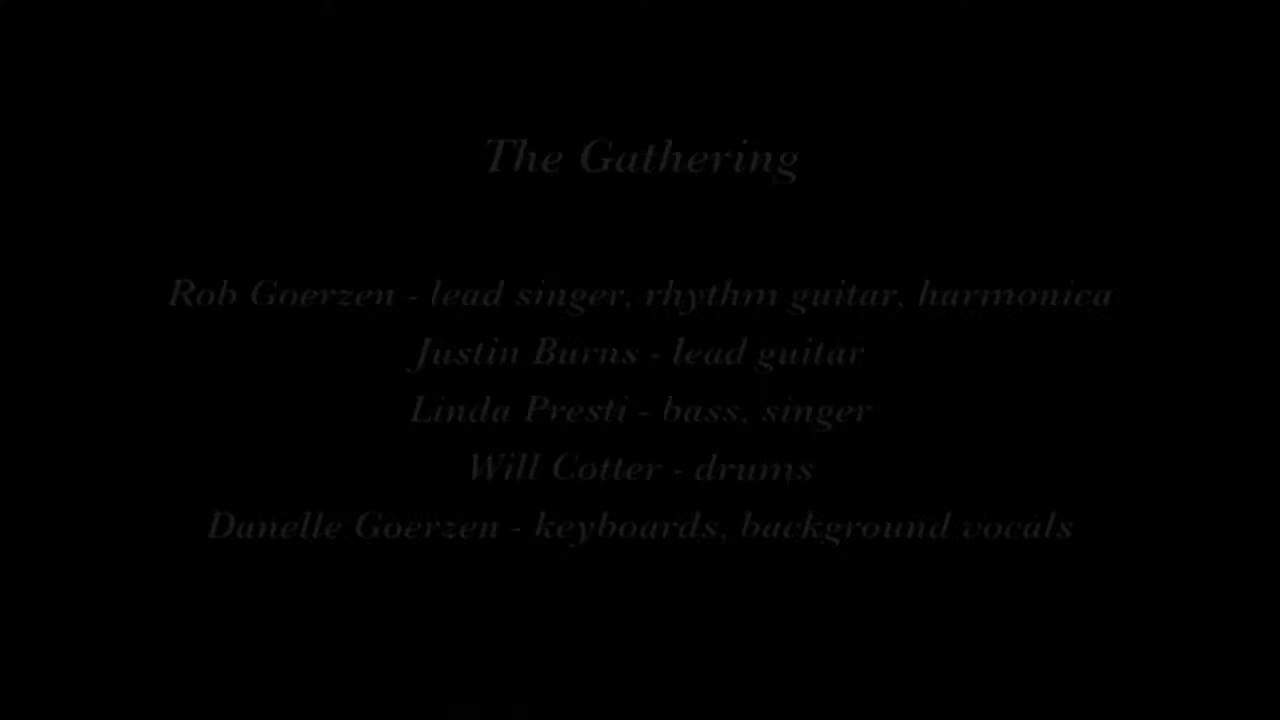 The Gathering
Rob Goerzen - lead singer, rhythm guitar, harmonica
Justin Burns - lead guitar
Linda Presti - bass, singer
Will Cotter - drums
Danelle Goerzen - keyboards, background vocals